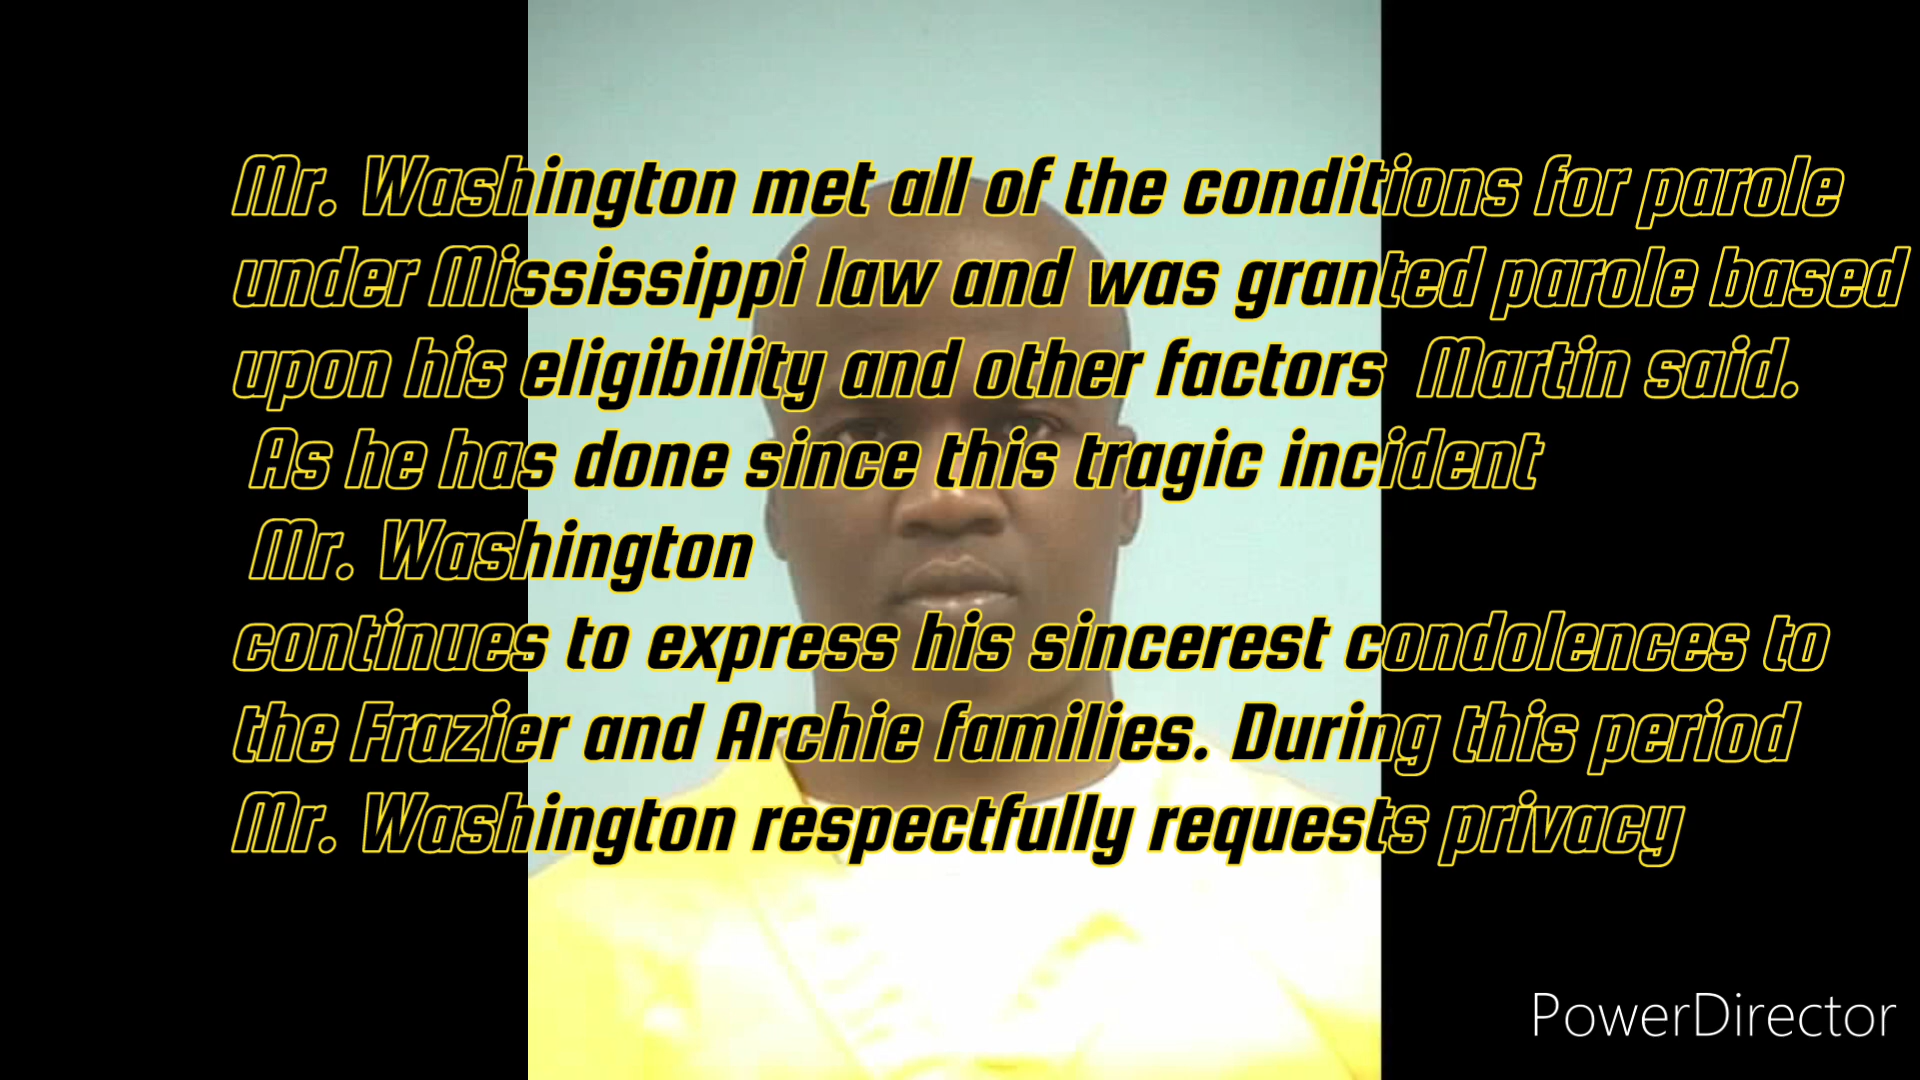 Mr. Washington met all of the conditions for parole
under Mississippi law and was granted parole based
upon his eligibility and other factors Martin said.
As he has done since this tragic incident
Mr. Washington
continues to express his sincerest condolences to
the Frazier and Archie families. During this period
Mr. Washington respectfully requests privacy
PowerDirector